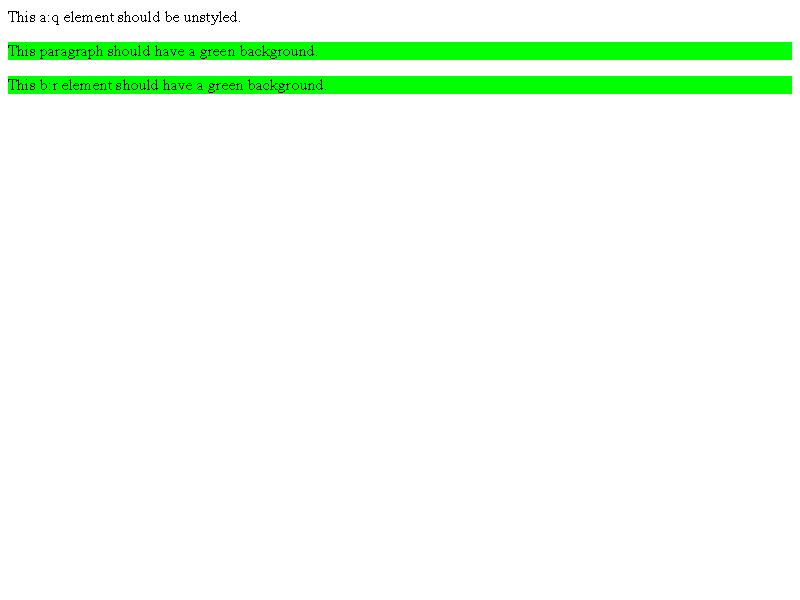 This a:q element should be unstyled.
This paragraph should have a green background.
This b:r element should have a green background.